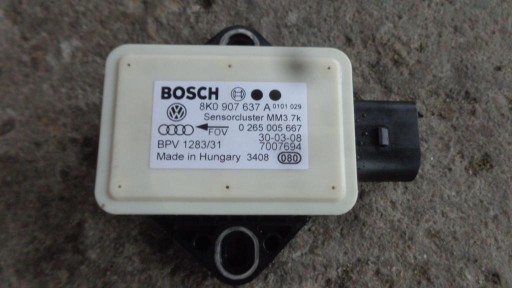 BOSCH
8K0 907 637 A 0101 029
Sensorcluster MM3.7k
FOV 0 265 005 667
30-03-08
BPV 1283/31 7007694
Made in Hungary 3408 080